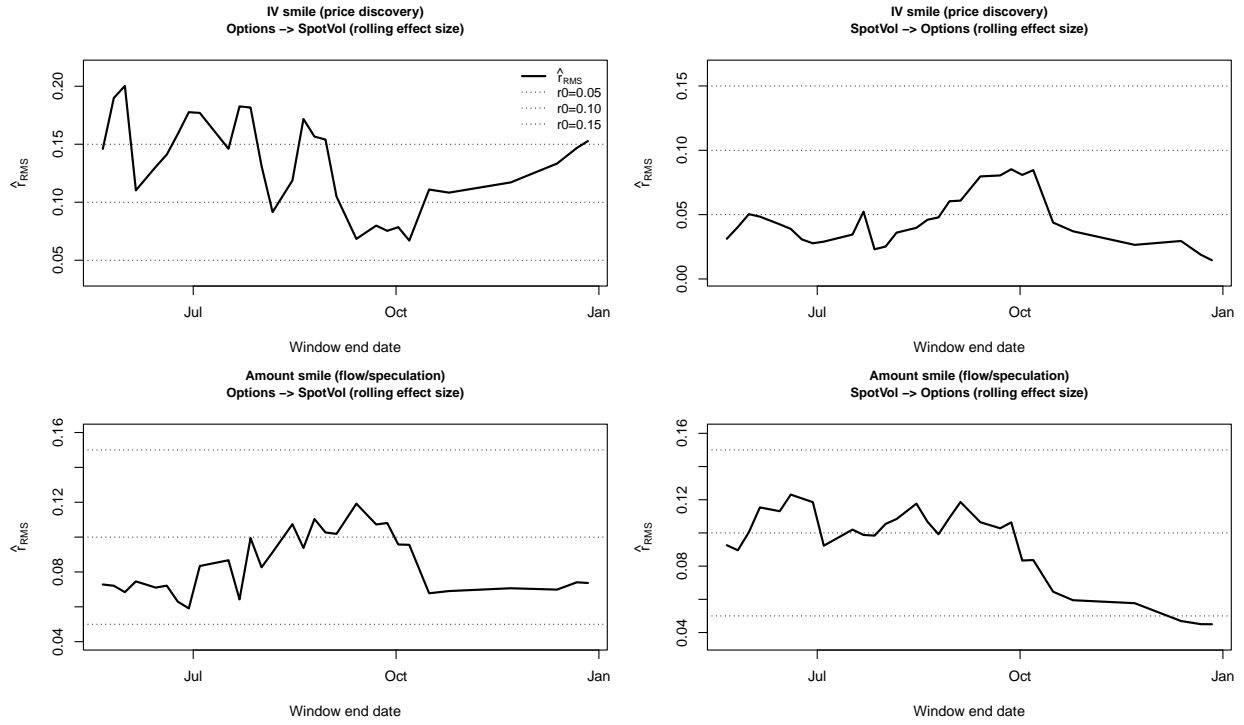 IV smile (price discovery)
Options −> SpotVol (rolling effect size)
r̂RMS
0.20
0.15
0.10
0.05
r̂RMS
r0=0.05
r0=0.10
r0=0.15
Jul
Oct
Jan
Window end date
IV smile (price discovery)
SpotVol −> Options (rolling effect size)
r̂RMS
0.15
0.10
0.05
0.00
Jul
Oct
Jan
Window end date
Amount smile (flow/speculation)
Options −> SpotVol (rolling effect size)
r̂RMS
0.16
0.12
0.08
0.04
Jul
Oct
Jan
Window end date
Amount smile (flow/speculation)
SpotVol −> Options (rolling effect size)
r̂RMS
0.16
0.12
0.08
0.04
Jul
Oct
Jan
Window end date